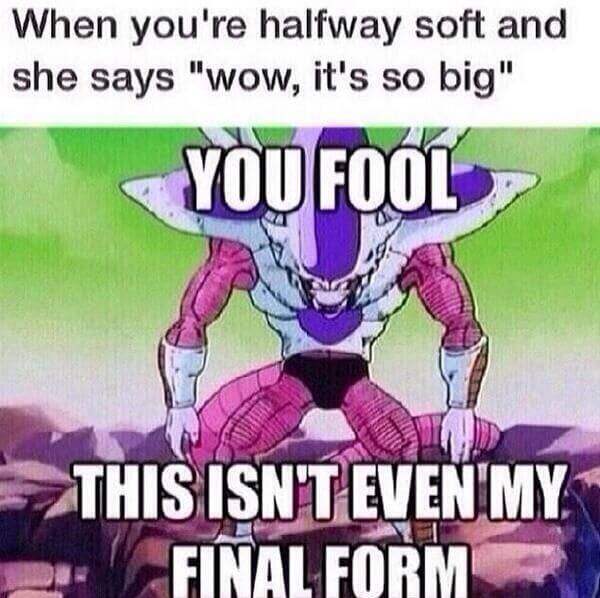 When you're halfway soft and
she says "wow, it's so big"
YOU FOOL
THIS ISN'T EVEN MY
FINAL FORM